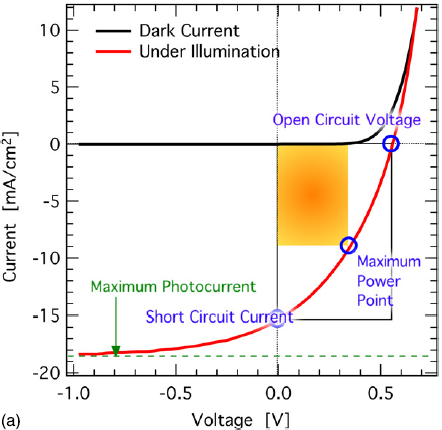 10
5
0
-5
-10
-15
-20
Current [mA/cm²]
Dark Current
Under Illumination
Open Circuit Voltage
Maximum
Power
Point
Maximum Photocurrent
Short Circuit Current
-1.0
-0.5
0.0
0.5
Voltage [V]
(a)